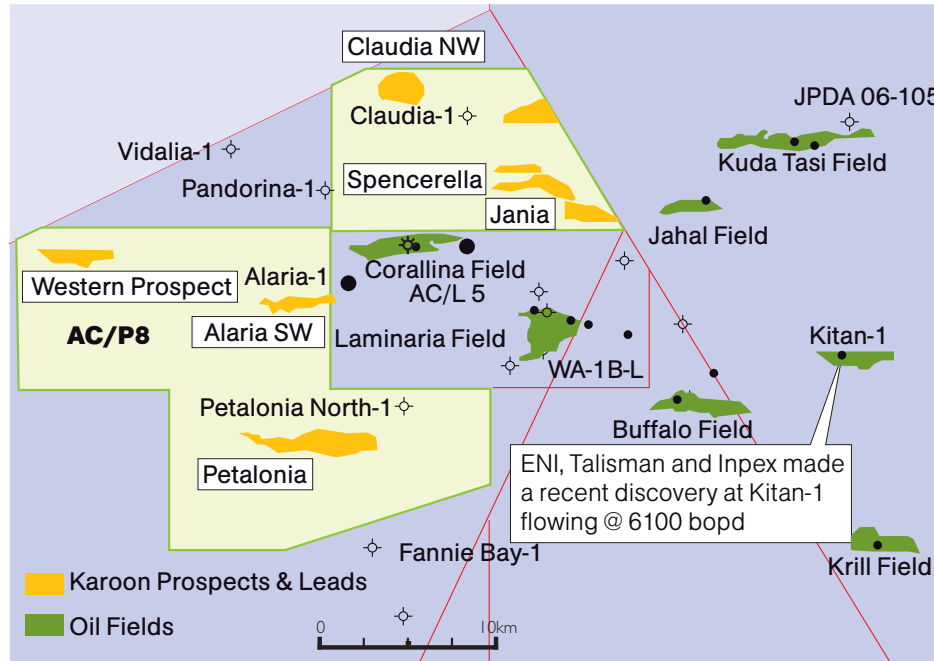 Claudia NW
JPDA 06-105
Claudia-1
Vidalia-1
Kuda Tasi Field
Pandorina-1
Spencerella
Jania
Jahal Field
Western Prospect
Alaria-1
Corallina Field
AC/L 5
AC/P8
Alaria SW
Laminaria Field
Kitan-1
WA-1B-L
Petalonia North-1
Buffalo Field
Petalonia
ENI, Talisman and Inpex made
a recent discovery at Kitan-1
flowing @ 6100 bopd
Fannie Bay-1
Krill Field
Karoon Prospects & Leads
Oil Fields
0 10km